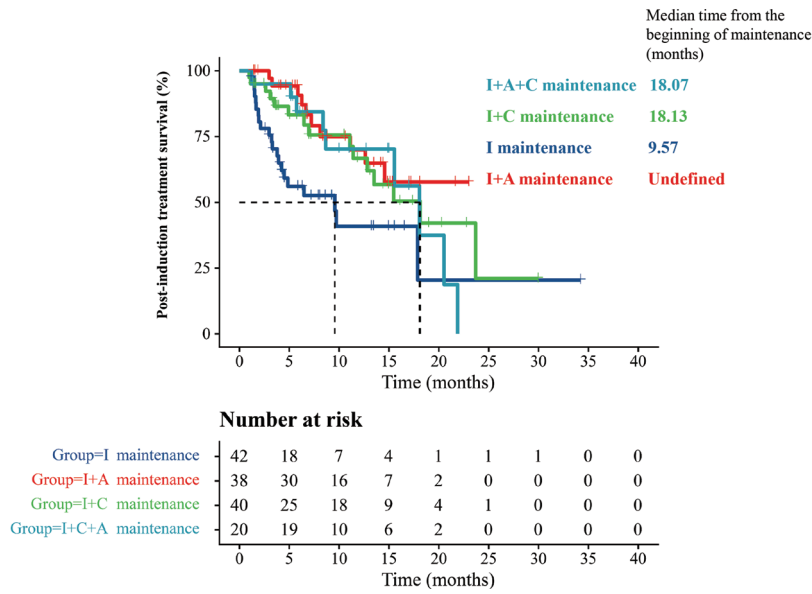 Median time from the
beginning of maintenance
(months)
I+A+C maintenance 18.07
I+C maintenance 18.13
I maintenance 9.57
I+A maintenance Undefined
Post-induction treatment survival (%)
100
75
50
25
0
0 5 10 15 20 25 30 35 40
Time (months)
Number at risk
Group=I maintenance 42 18 7 4 1 1 1 0 0
Group=I+A maintenance 38 30 16 7 2 0 0 0 0
Group=I+C maintenance 40 25 18 9 4 1 0 0 0
Group=I+C+A maintenance 20 19 10 6 2 0 0 0 0
0 5 10 15 20 25 30 35 40
Time (months)